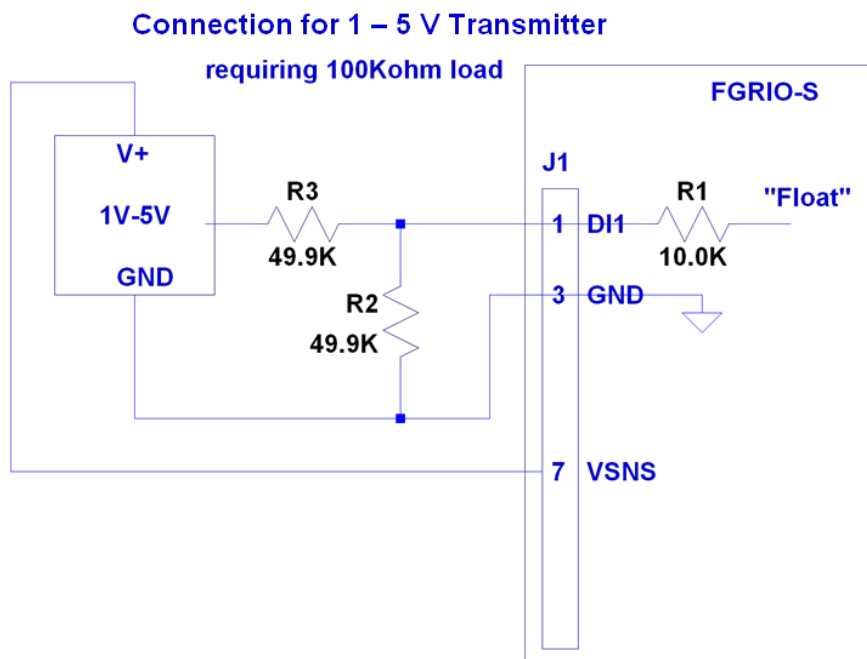 Connection for 1 – 5 V Transmitter
requiring 100Kohm load
FGRIO-S
V+
1V-5V
GND
R3
49.9K
R2
49.9K
J1
1 DI1
R1
10.0K
"Float"
3 GND
7 VSNS